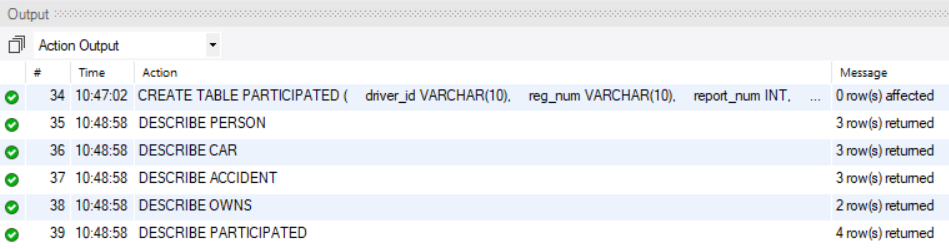 Output
Action Output
# Time Action Message
34 10:47:02 CREATE TABLE PARTICIPATED ( driver_id VARCHAR(10), reg_num VARCHAR(10), report_num INT, ... 0 row(s) affected
35 10:48:58 DESCRIBE PERSON 3 row(s) returned
36 10:48:58 DESCRIBE CAR 3 row(s) returned
37 10:48:58 DESCRIBE ACCIDENT 3 row(s) returned
38 10:48:58 DESCRIBE OWNS 2 row(s) returned
39 10:48:58 DESCRIBE PARTICIPATED 4 row(s) returned